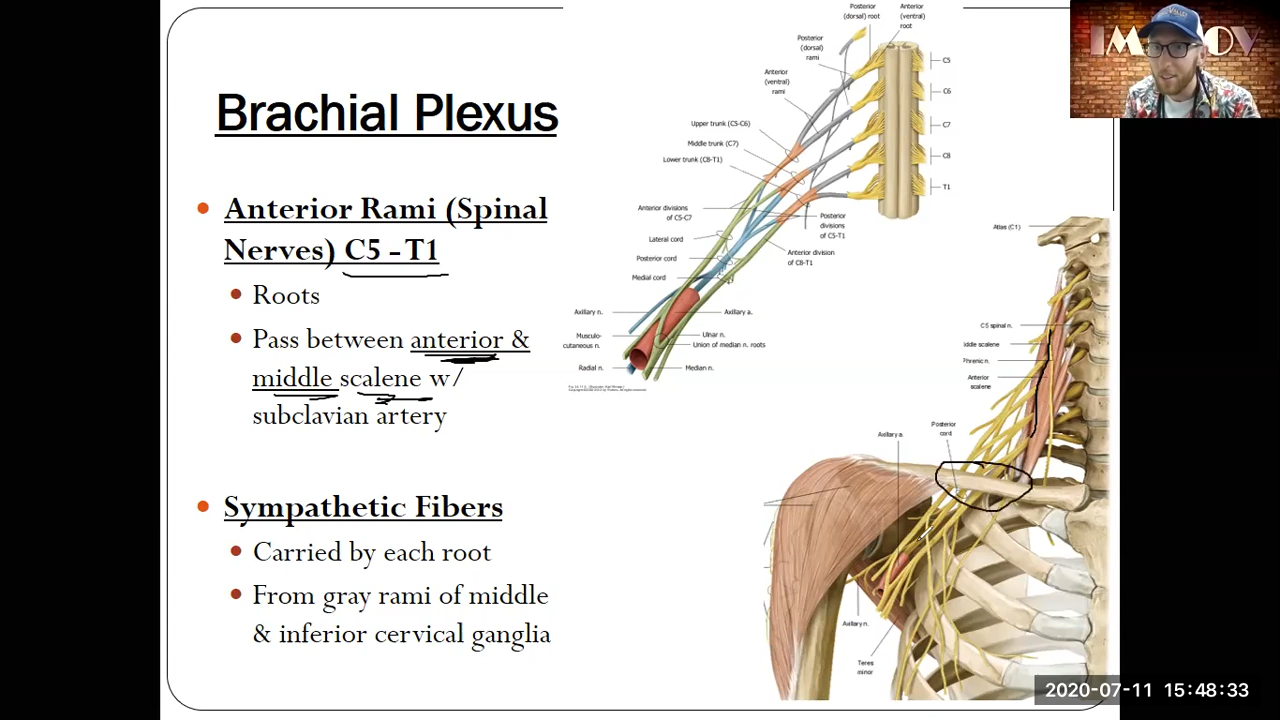 Brachial Plexus
Anterior Rami (Spinal
Nerves) C5 – T1
Roots
Pass between anterior &
middle scalene w/
subclavian artery
Sympathetic Fibers
Carried by each root
From gray rami of middle
& inferior cervical ganglia
Posterior
(dorsal) root
Anterior
(ventral)
root
Posterior
(dorsal)
rami
Anterior
(ventral)
rami
C5
C6
C7
C8
T1
Upper trunk (C5-C6)
Middle trunk (C7)
Lower trunk (C8-T1)
Anterior divisions
of C5-C7
Lateral cord
Posterior cord
Medial cord
Posterior
divisions
of C5-T1
Anterior division
of C8-T1
Axillary n.
Musculo-
cutaneous n.
Radial n.
Axillary a.
Ulnar n.
Union of median n. roots
Median n.
Atlas (C1)
C5 spinal n.
iddle scalene
Phrenic n.
Anterior
scalene
Posterior
cord
Axillary a.
Axillary n.
Teres
minor
IM OV
2020-07-11 15:48:33